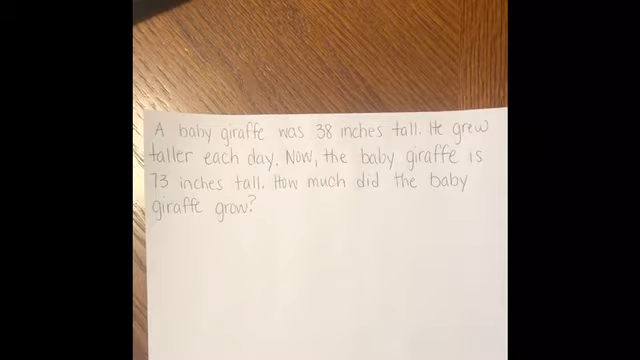 A baby giraffe was 38 inches tall. He grew
taller each day. Now, the baby giraffe is
73 inches tall. How much did the baby
giraffe grow?